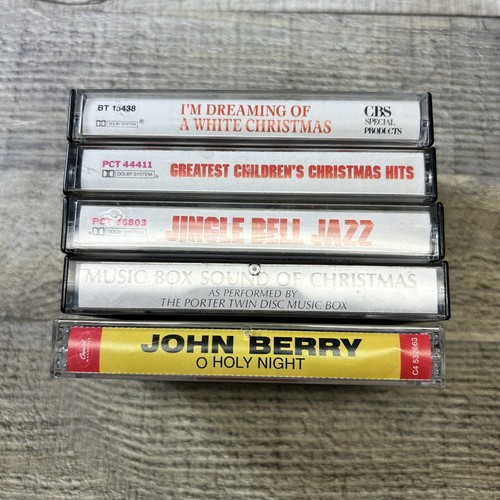 BT 15438
DOLBY SYSTEM
I'M DREAMING OF
A WHITE CHRISTMAS
CBS
SPECIAL
PRODUCTS
PCT 44411
DOLBY SYSTEM
GREATEST CHILDREN'S CHRISTMAS HITS
DOLBY SYSTEM
JINGLE BELL JAZZ
MUSIC BOX SOUND OF CHRISTMAS
AS PERFORMED BY
THE PORTER TWIN DISC MUSIC BOX
Capitol
JOHN BERRY
O HOLY NIGHT
C4 532663